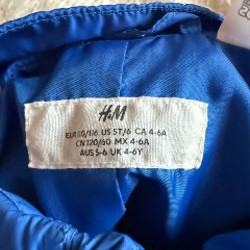 H&M
EUR 110/116 US 5T/6 CA 4-6A
CN 120/60 MX 4-6A
AUS 5-6 UK 4-6Y